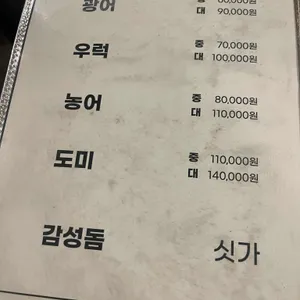 광어
대 90,000원
우럭 중 70,000원
대 100,000원
농어 중 80,000원
대 110,000원
도미 중 110,000원
대 140,000원
감성돔 싯가